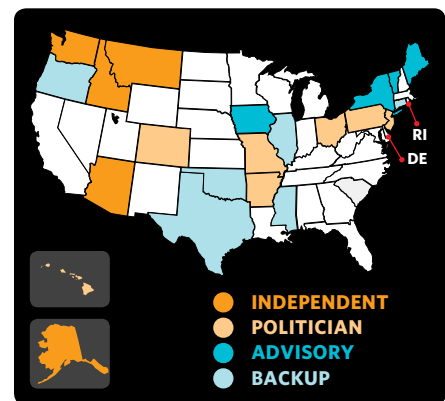 RI
DE
INDEPENDENT
POLITICIAN
ADVISORY
BACKUP